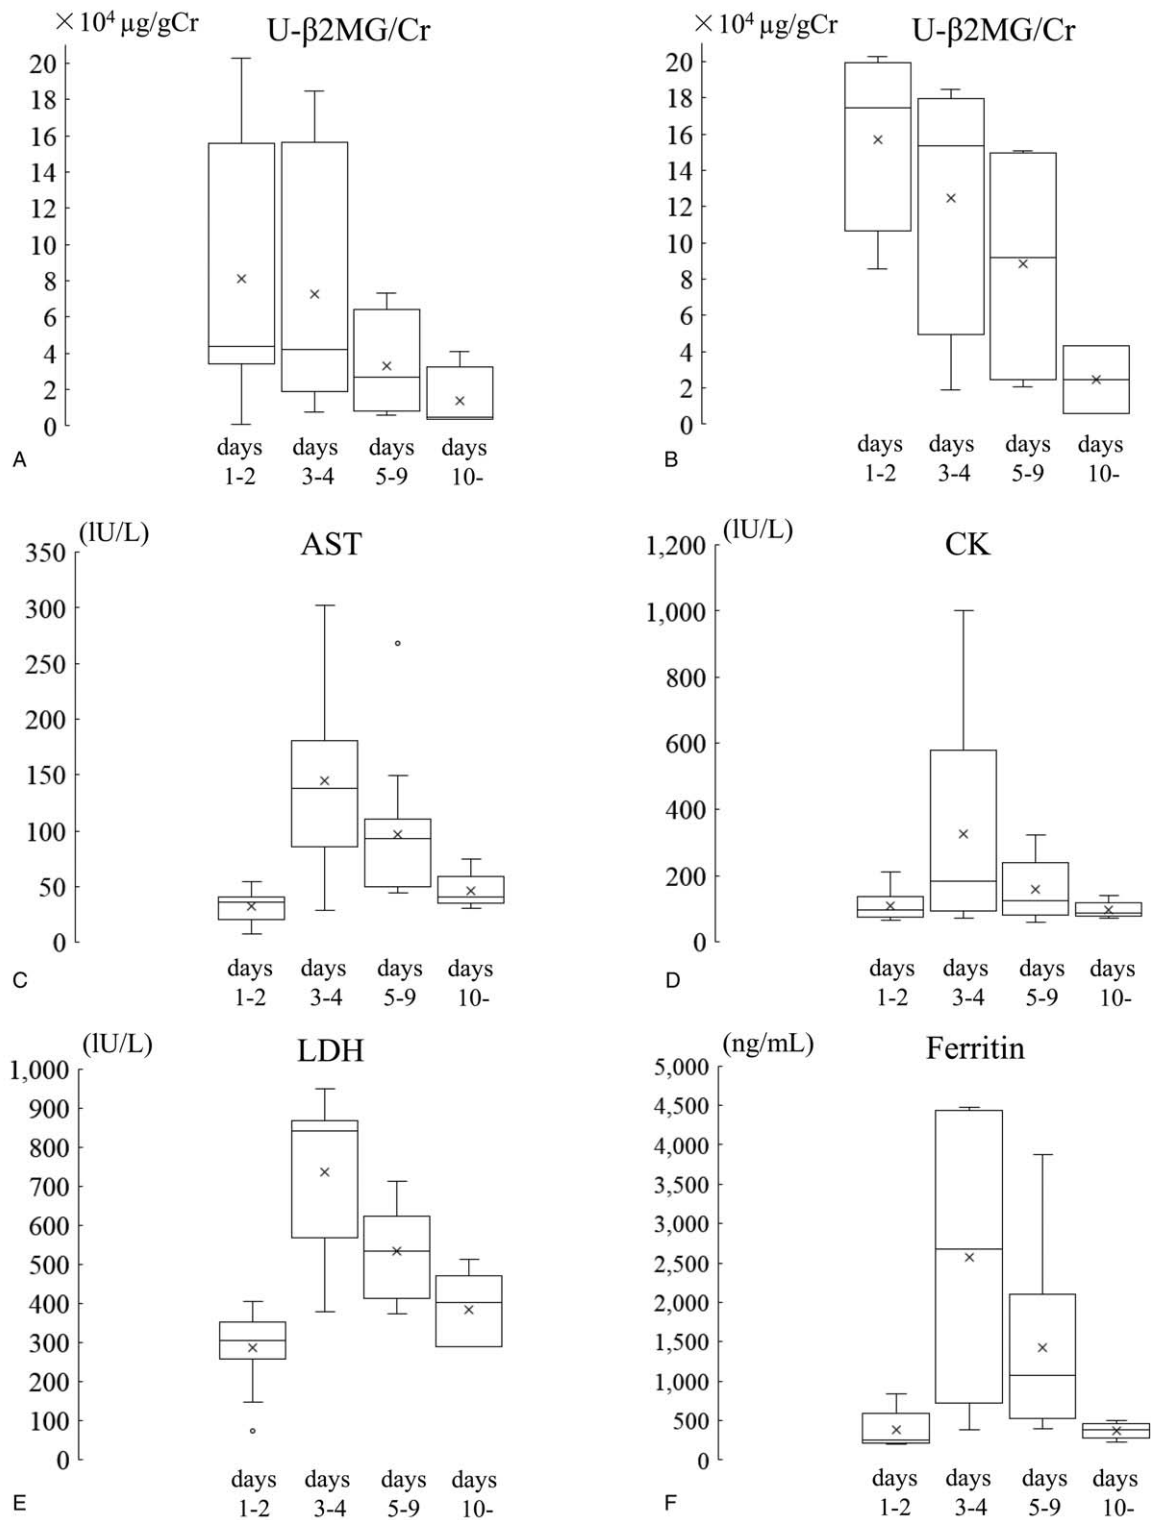 ×10⁴ µg/gCr
U-β2MG/Cr
20
18
16
14
12
10
8
6
4
2
0
days days days days
1-2 3-4 5-9 10-
A
×10⁴ µg/gCr
U-β2MG/Cr
20
18
16
14
12
10
8
6
4
2
0
days days days days
1-2 3-4 5-9 10-
B
(lU/L)
AST
350
300
250
200
150
100
50
0
days days days days
1-2 3-4 5-9 10-
C
(lU/L)
CK
1,200
1,000
800
600
400
200
0
days days days days
1-2 3-4 5-9 10-
D
(lU/L)
LDH
1,000
900
800
700
600
500
400
300
200
100
0
days days days days
1-2 3-4 5-9 10-
E
(ng/mL)
Ferritin
5,000
4,500
4,000
3,500
3,000
2,500
2,000
1,500
1,000
500
0
days days days days
1-2 3-4 5-9 10-
F